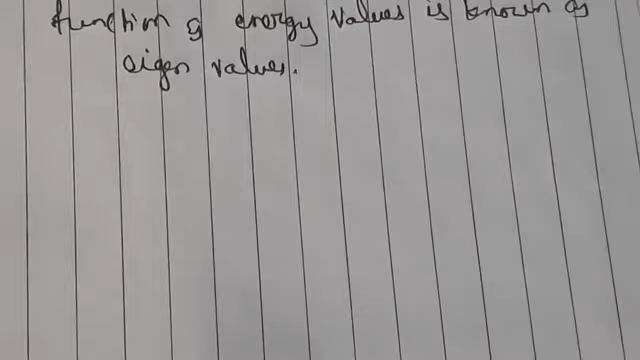 function of energy values is known as
eigen values.